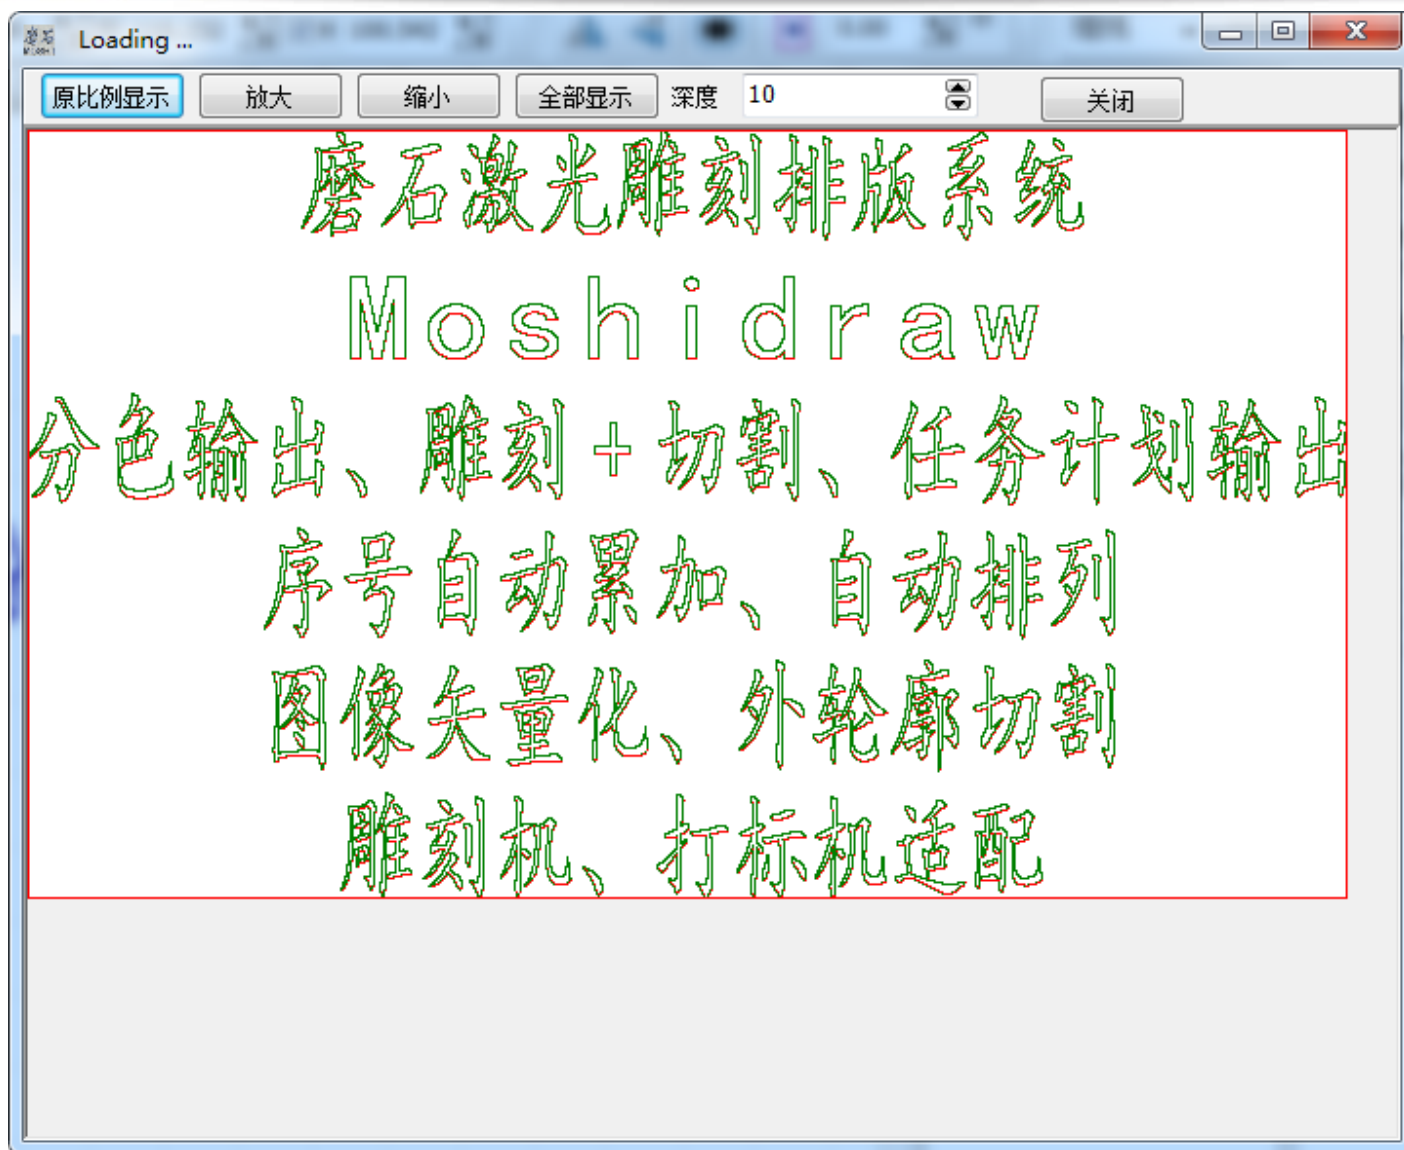 磨石 Loading ...
原比例显示 放大 缩小 全部显示 深度 10 关闭
磨石激光雕刻排版系统
Moshidraw
分色输出、雕刻+切割、任务计划输出
序号自动累加、自动排列
图像矢量化、外轮廓切割
雕刻机、打标机适配